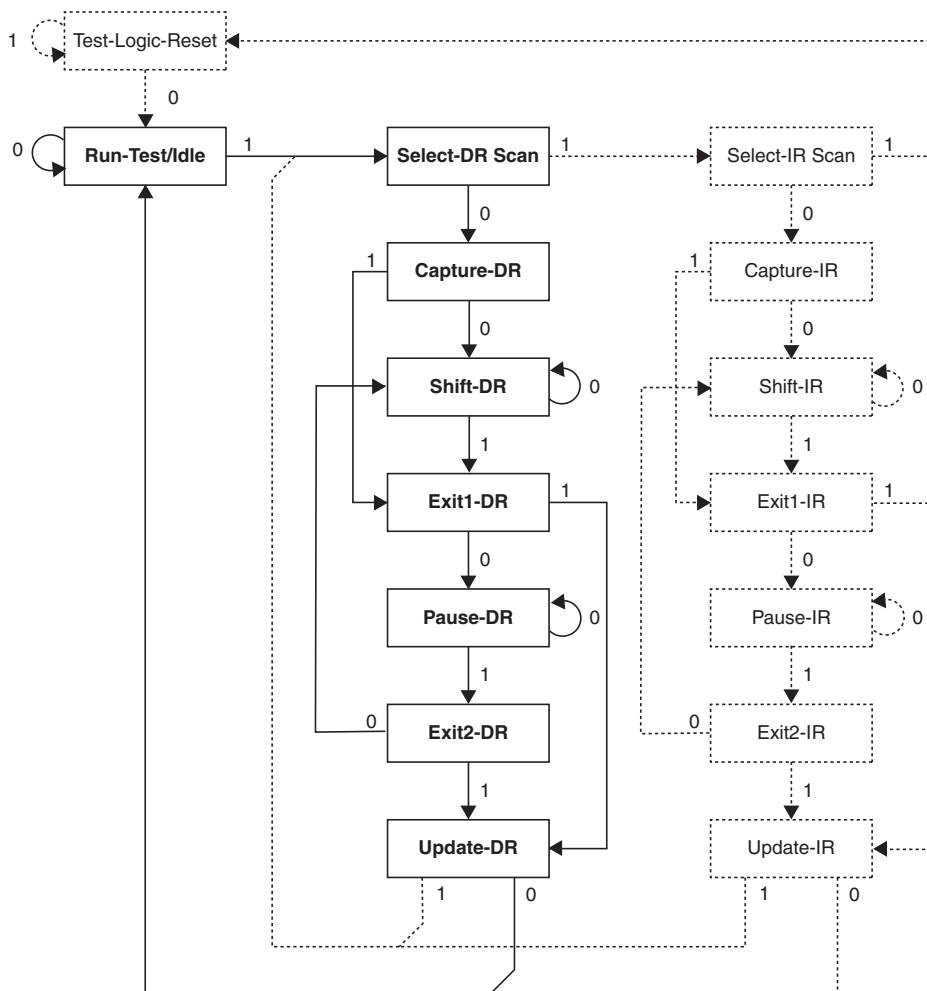 1 Test-Logic-Reset
0
0 Run-Test/Idle 1 Select-DR Scan 1 Select-IR Scan 1
0 0
1 Capture-DR 1 Capture-IR
0 0
Shift-DR 0 Shift-IR 0
1 1
Exit1-DR 1 Exit1-IR 1
0 0
Pause-DR 0 Pause-IR 0
1 1
0 Exit2-DR 0 Exit2-IR
1 1
Update-DR Update-IR
1 0 1 0